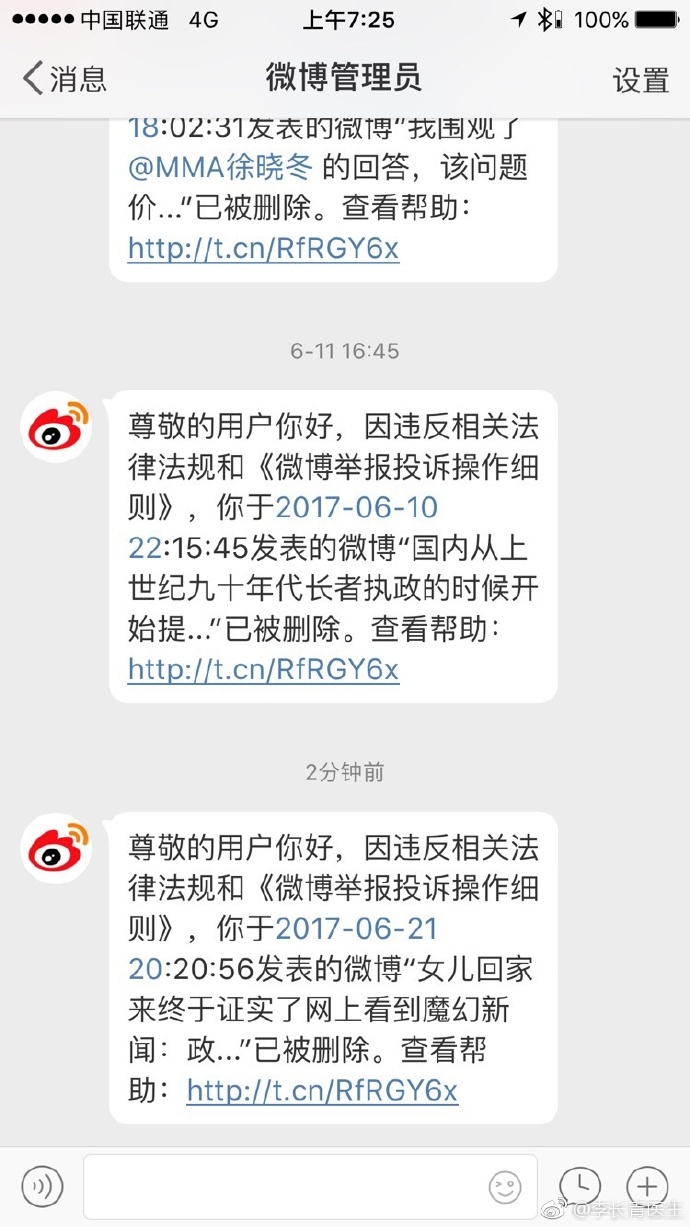 中国联通 4G 上午7:25 100%
消息 微博管理员 设置
18:02:31发表的微博“我围观了
@MMA徐晓冬 的回答，该问题
价...”已被删除。查看帮助：
http://t.cn/RfRGY6x
6-11 16:45
尊敬的用户你好，因违反相关法
律法规和《微博举报投诉操作细
则》，你于2017-06-10
22:15:45发表的微博“国内从上
世纪九十年代长者执政的时候开
始提...”已被删除。查看帮助：
http://t.cn/RfRGY6x
2分钟前
尊敬的用户你好，因违反相关法
律法规和《微博举报投诉操作细
则》，你于2017-06-21
20:20:56发表的微博“女儿回家
来终于证实了网上看到魔幻新
闻：政...”已被删除。查看帮
助：http://t.cn/RfRGY6x
@李长青医生